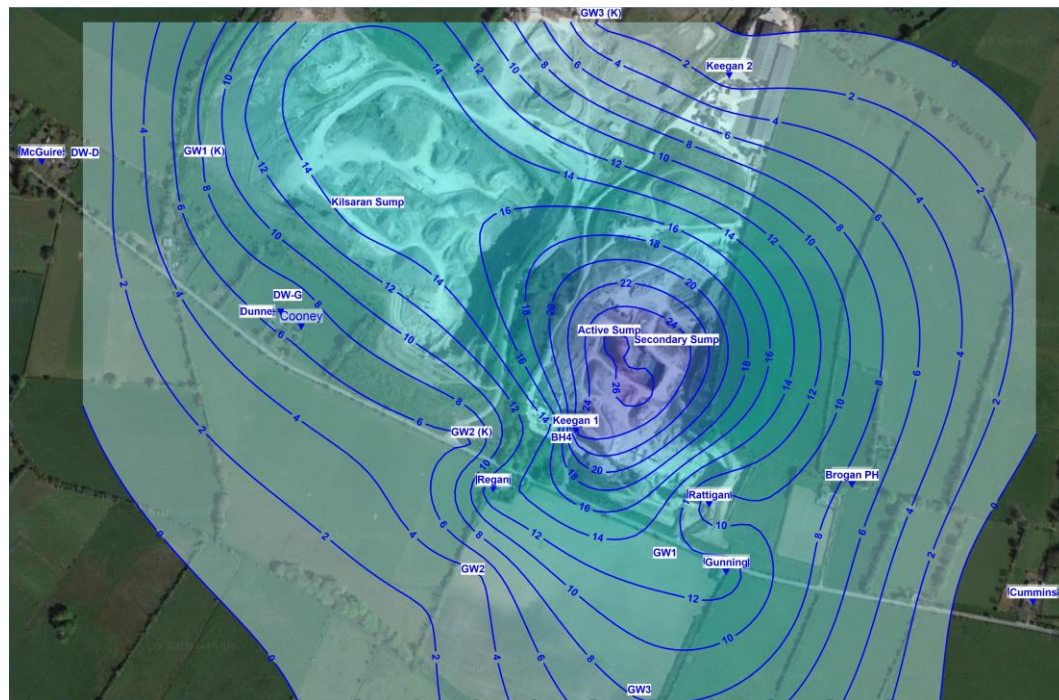 GW3 (K)
Keegan 2
GW1 (K)
McGuire
DW-D
Kilsaran Sump
DW-G
Dunne
Cooney
Active Sump
Secondary Sump
Keegan 1
BH4
GW2 (K)
Regan
Rattigan
Brogan PH
GW1
GW2
Gunning
Cummins
GW3
0
2
4
6
8
10
12
14
16
18
20
22
24
26